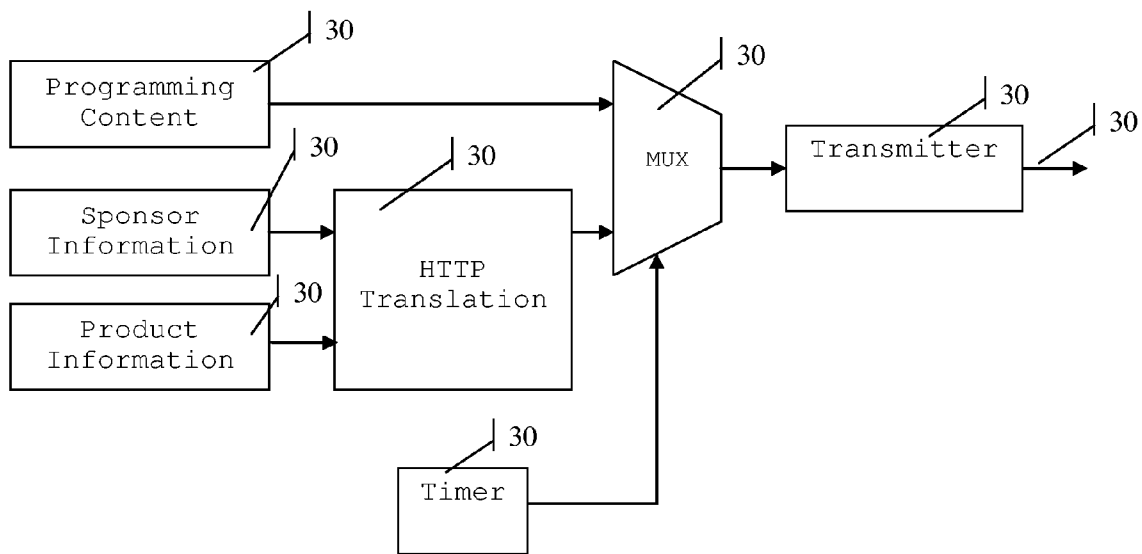 30
Programming
Content
30
MUX
30
Transmitter
30
30
Sponsor
Information
30
HTTP
Translation
30
Product
Information
30
Timer